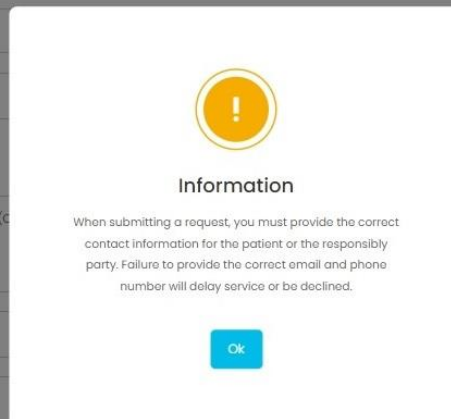 !
Information
When submitting a request, you must provide the correct
contact information for the patient or the responsibly
party. Failure to provide the correct email and phone
number will delay service or be declined.
Ok